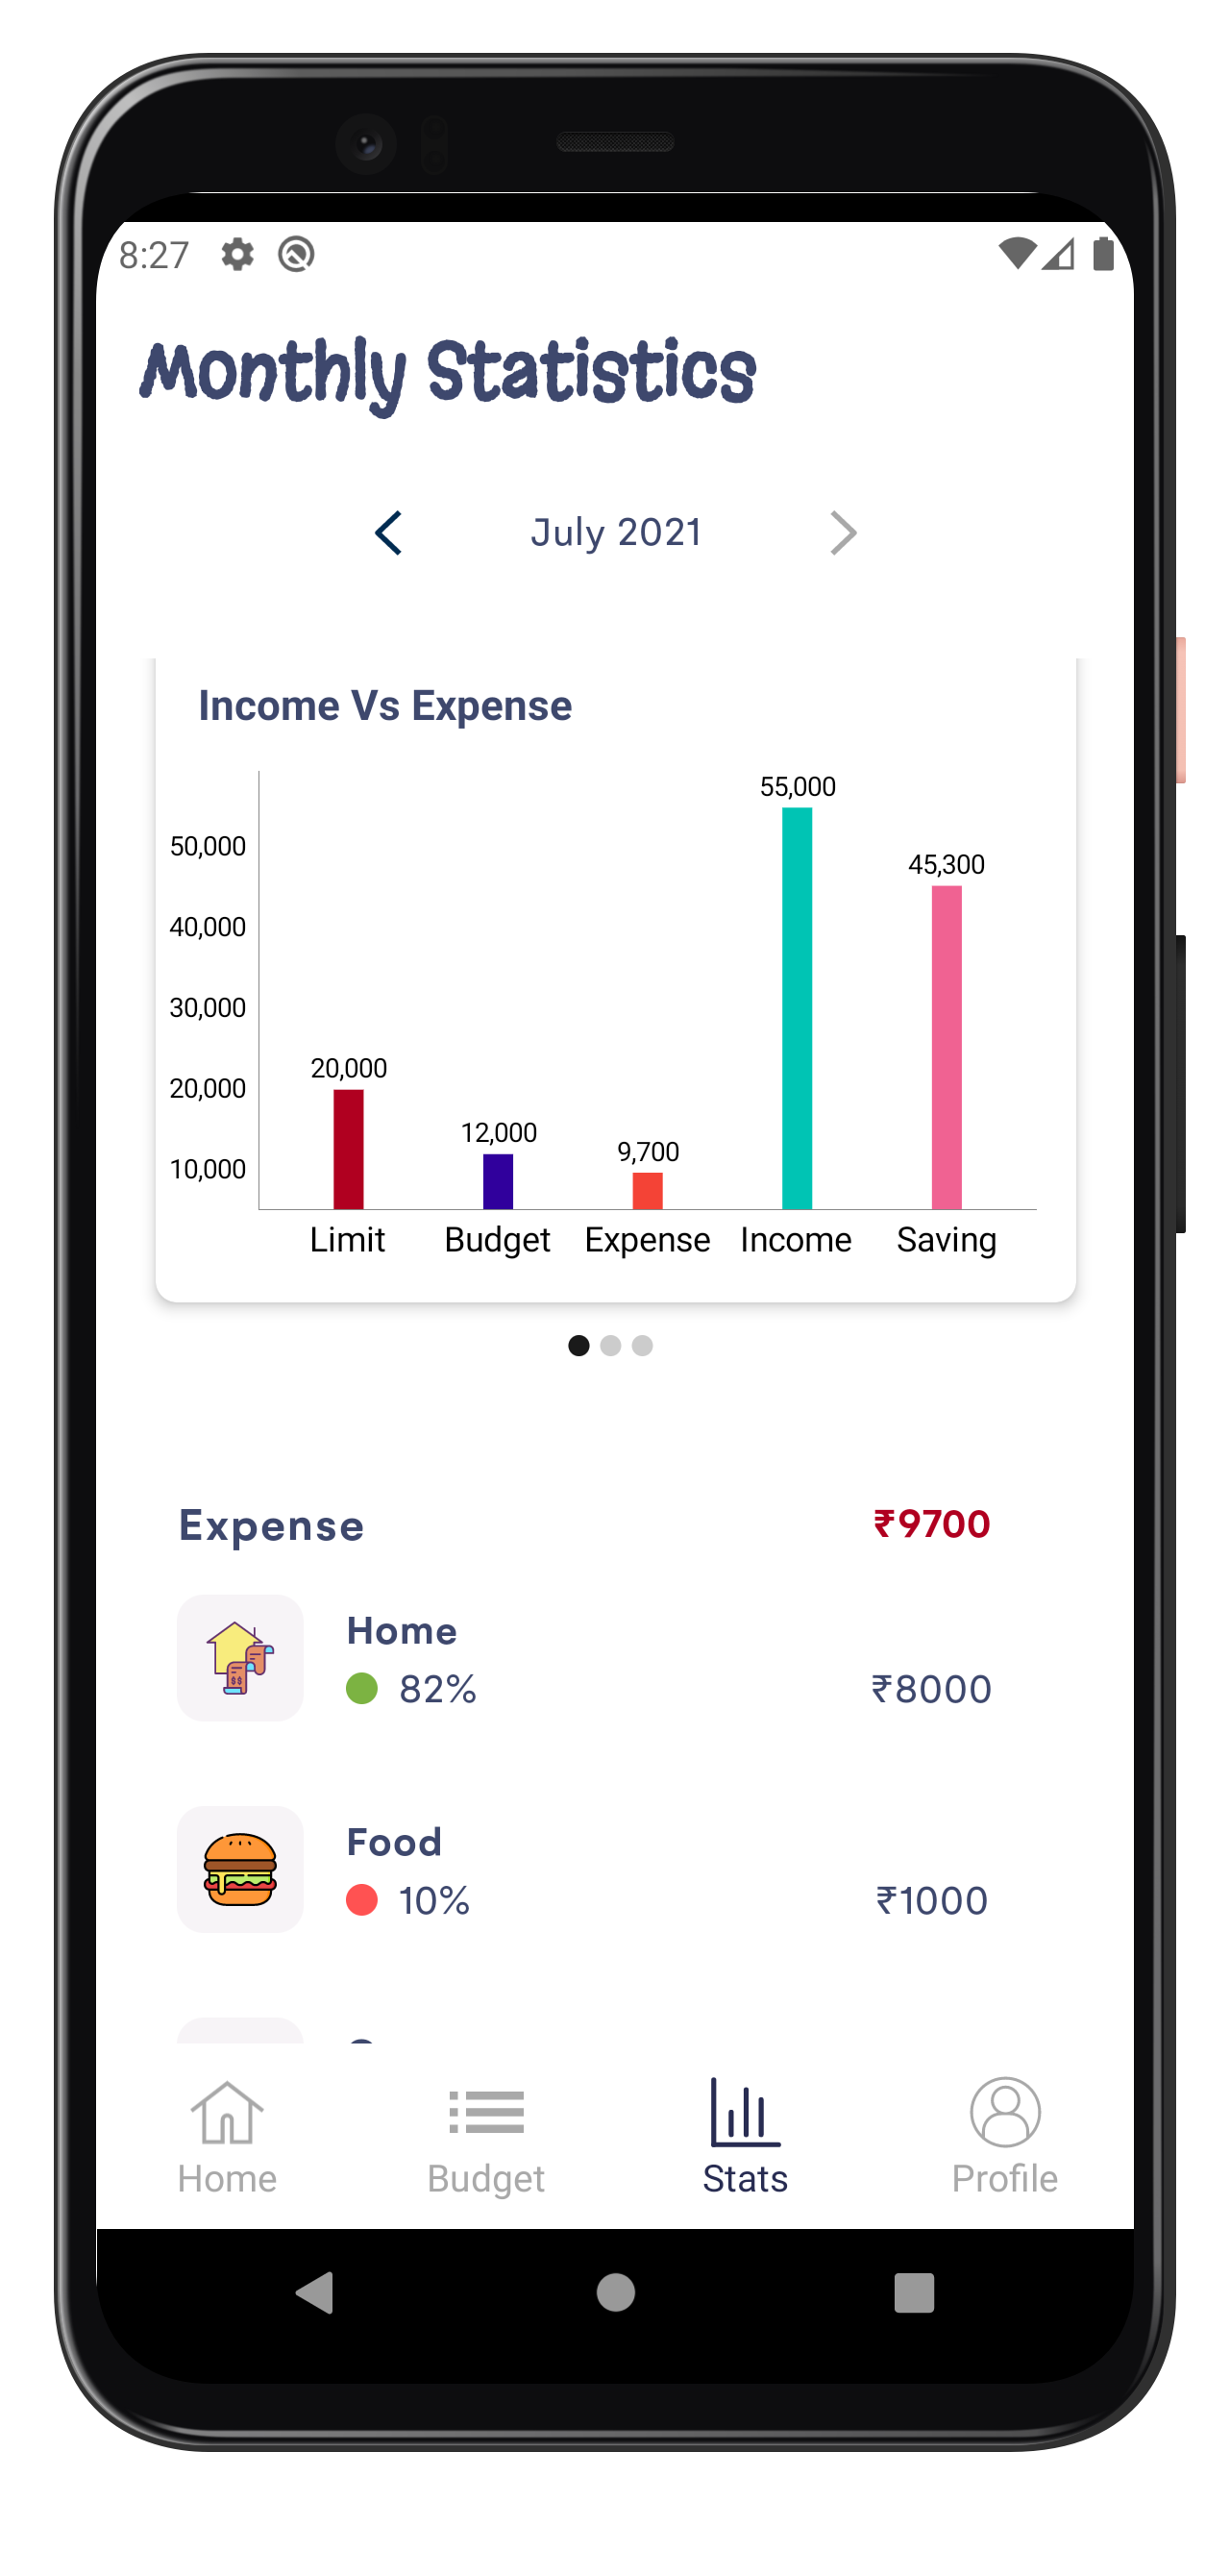 8:27
Monthly Statistics
July 2021
Income Vs Expense
55,000
50,000
45,300
40,000
30,000
20,000
20,000
12,000
9,700
10,000
Limit Budget Expense Income Saving
Expense ₹9700
Home
82% ₹8000
Food
10% ₹1000
Home Budget Stats Profile